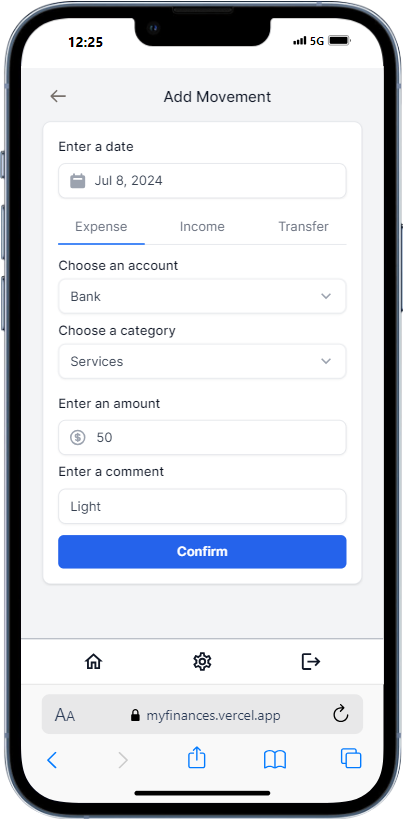 12:25
5G
Add Movement
Enter a date
Jul 8, 2024
Expense Income Transfer
Choose an account
Bank
Choose a category
Services
Enter an amount
$ 50
Enter a comment
Light
Confirm
AA myfinances.vercel.app